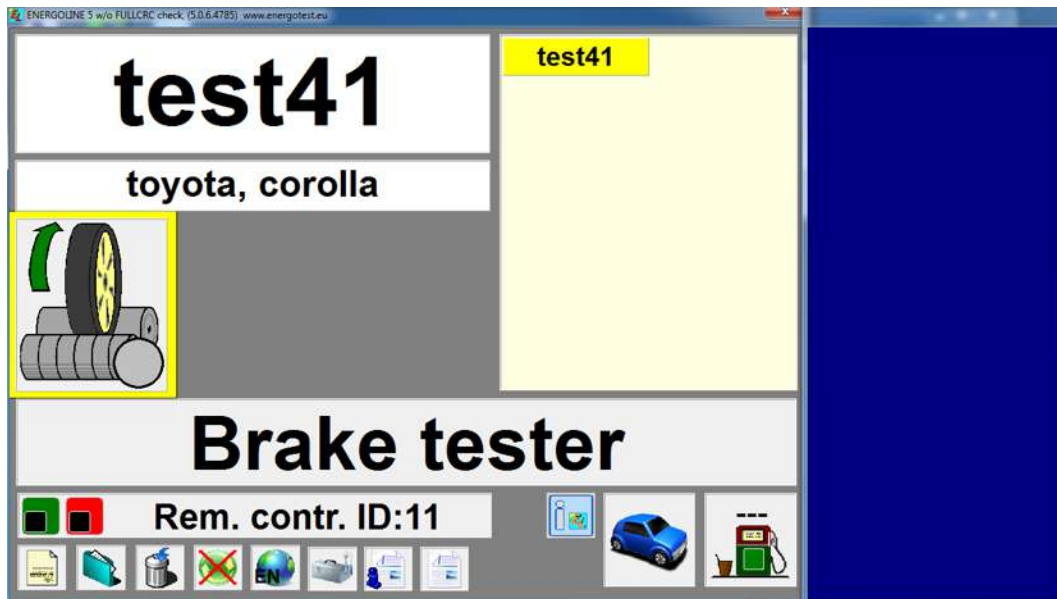 ENERGOLINE 5 w/o FULLCRC check, (5.0.6.4785) www.energotest.eu
test41
test41
toyota, corolla
Brake tester
Rem. contr. ID:11
i
---
EN